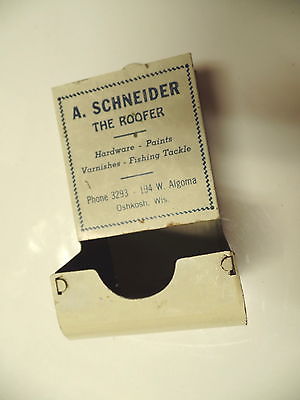 A. SCHNEIDER
THE ROOFER
Hardware - Paints
Varnishes - Fishing Tackle
Phone 3293 - 194 W. Algoma
Oshkosh, Wis.